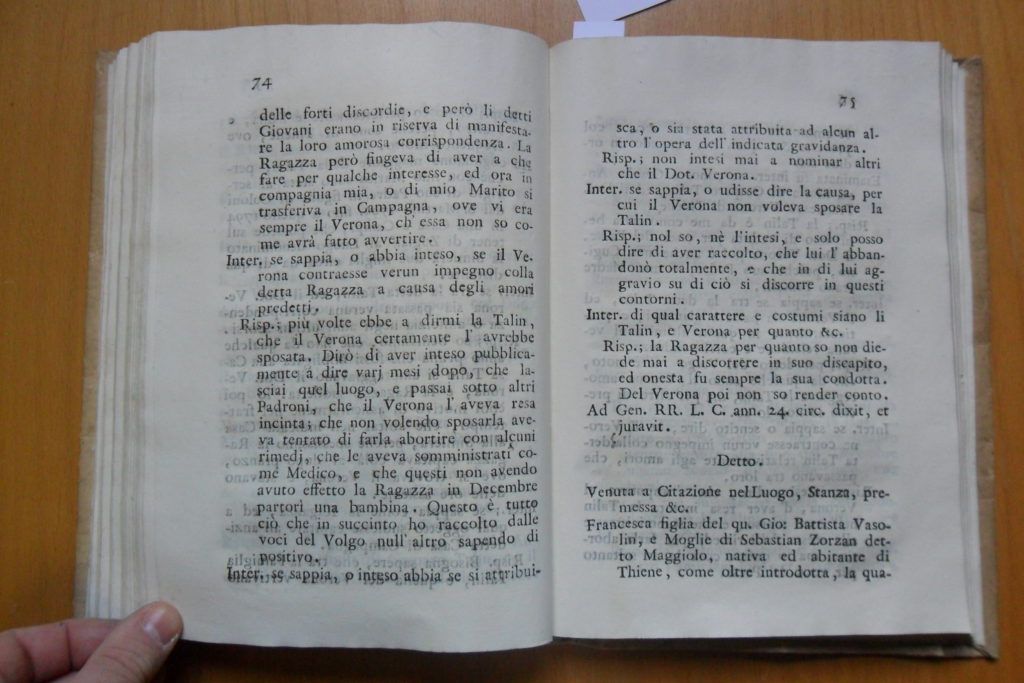 74
delle forti discordie, e però li detti
Giovani erano in riserva di manifesta-
re la loro amorosa corrispondenza. La
Ragazza però fingeva di aver a che
fare per qualche interesse, ed ora in
compagnia mia, o di mio Marito si
trasferiva in Campagna, ove vi era
sempre il Verona, ch'essa non so co-
me avrà fatto avvertire.
Inter. se sappia, o abbia inteso, se il Ve-
rona contraesse verun impegno colla
detta Ragazza a causa degli amori
predetti.
Risp.; più volte ebbe a dirmi la Talin,
che il Verona certamente l'avrebbe
sposata. Dirò di aver inteso pubblica-
mente a dire varj mesi dopo, che la-
sciai quel luogo, e passai sotto altri
Padroni, che il Verona l'aveva resa
incinta; che non volendo sposarla ave-
va tentato di farla abortire con alcuni
rimedj, che le aveva somministrati co-
me Medico, e che questi non avendo
avuto effetto la Ragazza in Decembre
partorì una bambina. Questo è tutto
ciò che in succinto ho raccolto dalle
voci del Volgo null'altro sapendo di
positivo.
Inter. se sappia, o inteso abbia se si attribui-
75
sca, o sia stata attribuita ad alcun al-
tro l'opera dell'indicata gravidanza.
Risp.; non intesi mai a nominar altri
che il Dot. Verona.
Inter. se sappia, o udisse dire la causa, per
cui il Verona non voleva sposare la
Talin.
Risp.; nol so, nè l'intesi, e solo posso
dire di aver raccolto, che lui l'abban-
donò totalmente, e che in di lui ag-
gravio su di ciò si discorre in questi
contorni.
Inter. di qual carattere e costumi siano li
Talin, e Verona per quanto &c.
Risp.; la Ragazza per quanto so non die-
de mai a discorrere in suo discapito,
ed onesta fu sempre la sua condotta.
Del Verona poi non so render conto.
Ad Gen. RR. L. C. ann. 24. circ. dixit, et
juravit.
Detto.
Venuta a Citazione nel Luogo, Stanza, pre-
messa &c.
Francesca figlia del qu. Gio: Battista Vaso-
lin, e Moglie di Sebastian Zorzan det-
to Maggiolo, nativa ed abitante di
Thiene, come oltre introdotta, la qua-